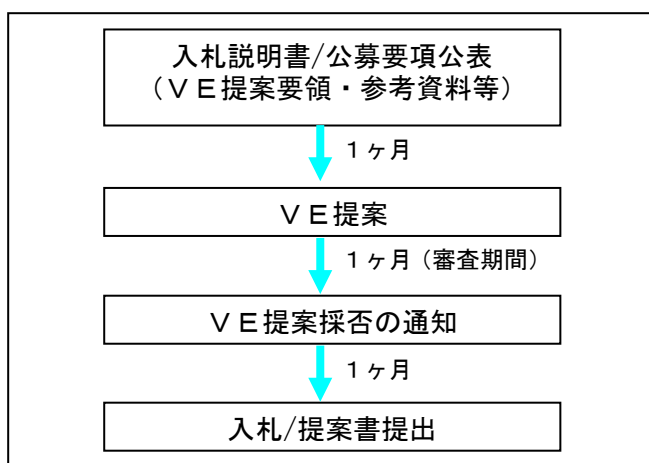 入札説明書/公募要項公表
（ＶＥ提案要領・参考資料等）
１ヶ月
ＶＥ提案
１ヶ月（審査期間）
ＶＥ提案採否の通知
１ヶ月
入札/提案書提出